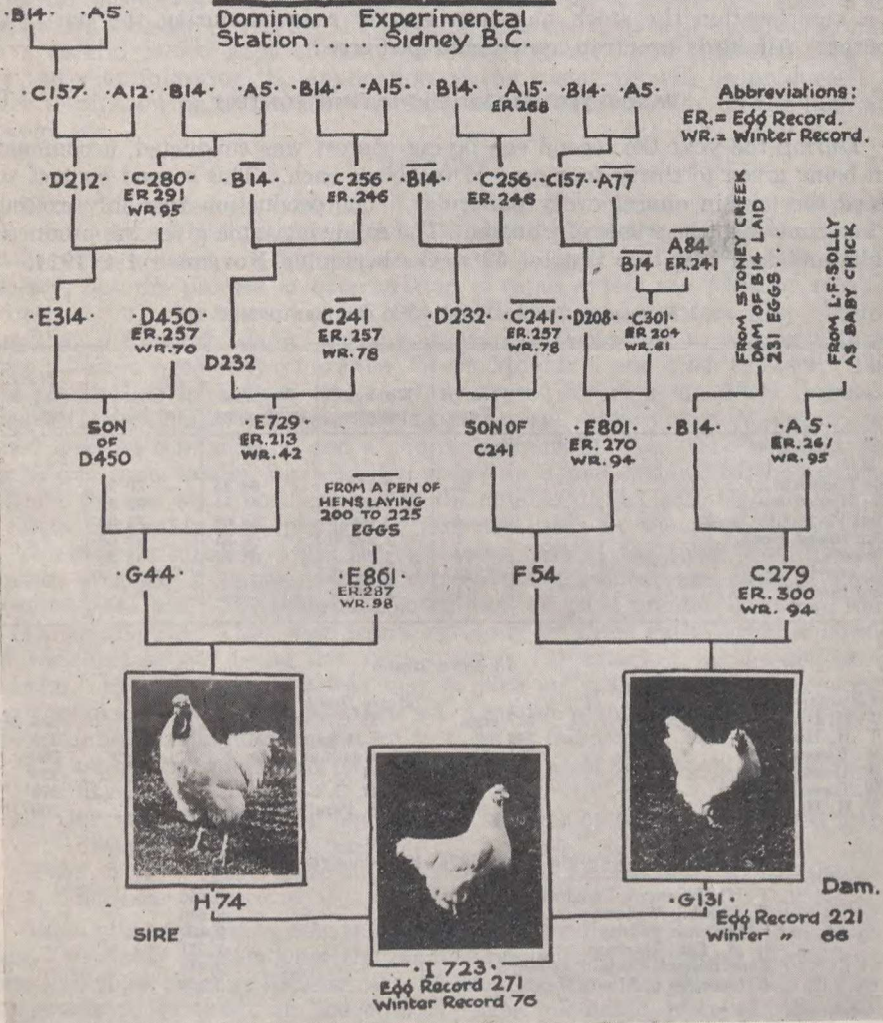 Dominion Experimental
Station Sidney B.C
·B14· ·A5·
·C157· ·A12· ·B14· ·A5· ·B14· ·A15· ·B14· ·A15· ·B14· ·A5·
ER 268
Abbreviations:
ER.= Egg Record.
WR.= Winter Record.
·D212· ·C280· ·B14· ·C256· ·B14· ·C256· ·C157· ·A77·
ER 291
WR 95
ER.246
ER.246
B14 A84
ER.241
·E314· ·D450·
ER.257
WR.70
D232
C241
ER.257
WR.78
D232· ·C241·
ER.257
WR.78
·D208· ·C301·
ER 204
WR.61
FROM STONEY CREEK
DAM OF B14 LAID
231 EGGS
FROM L·F·SOLLY
AS BABY CHICK
SON
OF
D450
·E729·
ER.213
WR.42
SON OF
C241
·E801·
ER.270
WR.94
·B14·
·A5·
ER.261
WR.95
FROM A PEN OF
HENS LAYING
200 TO 225
EGGS
·G44·
·E861·
ER.287
WR.98
F54
C279
ER.300
WR.94
H74
SIRE
·G131·
Dam.
Egg Record 221
Winter " 66
·I 723·
Egg Record 271
Winter Record 76